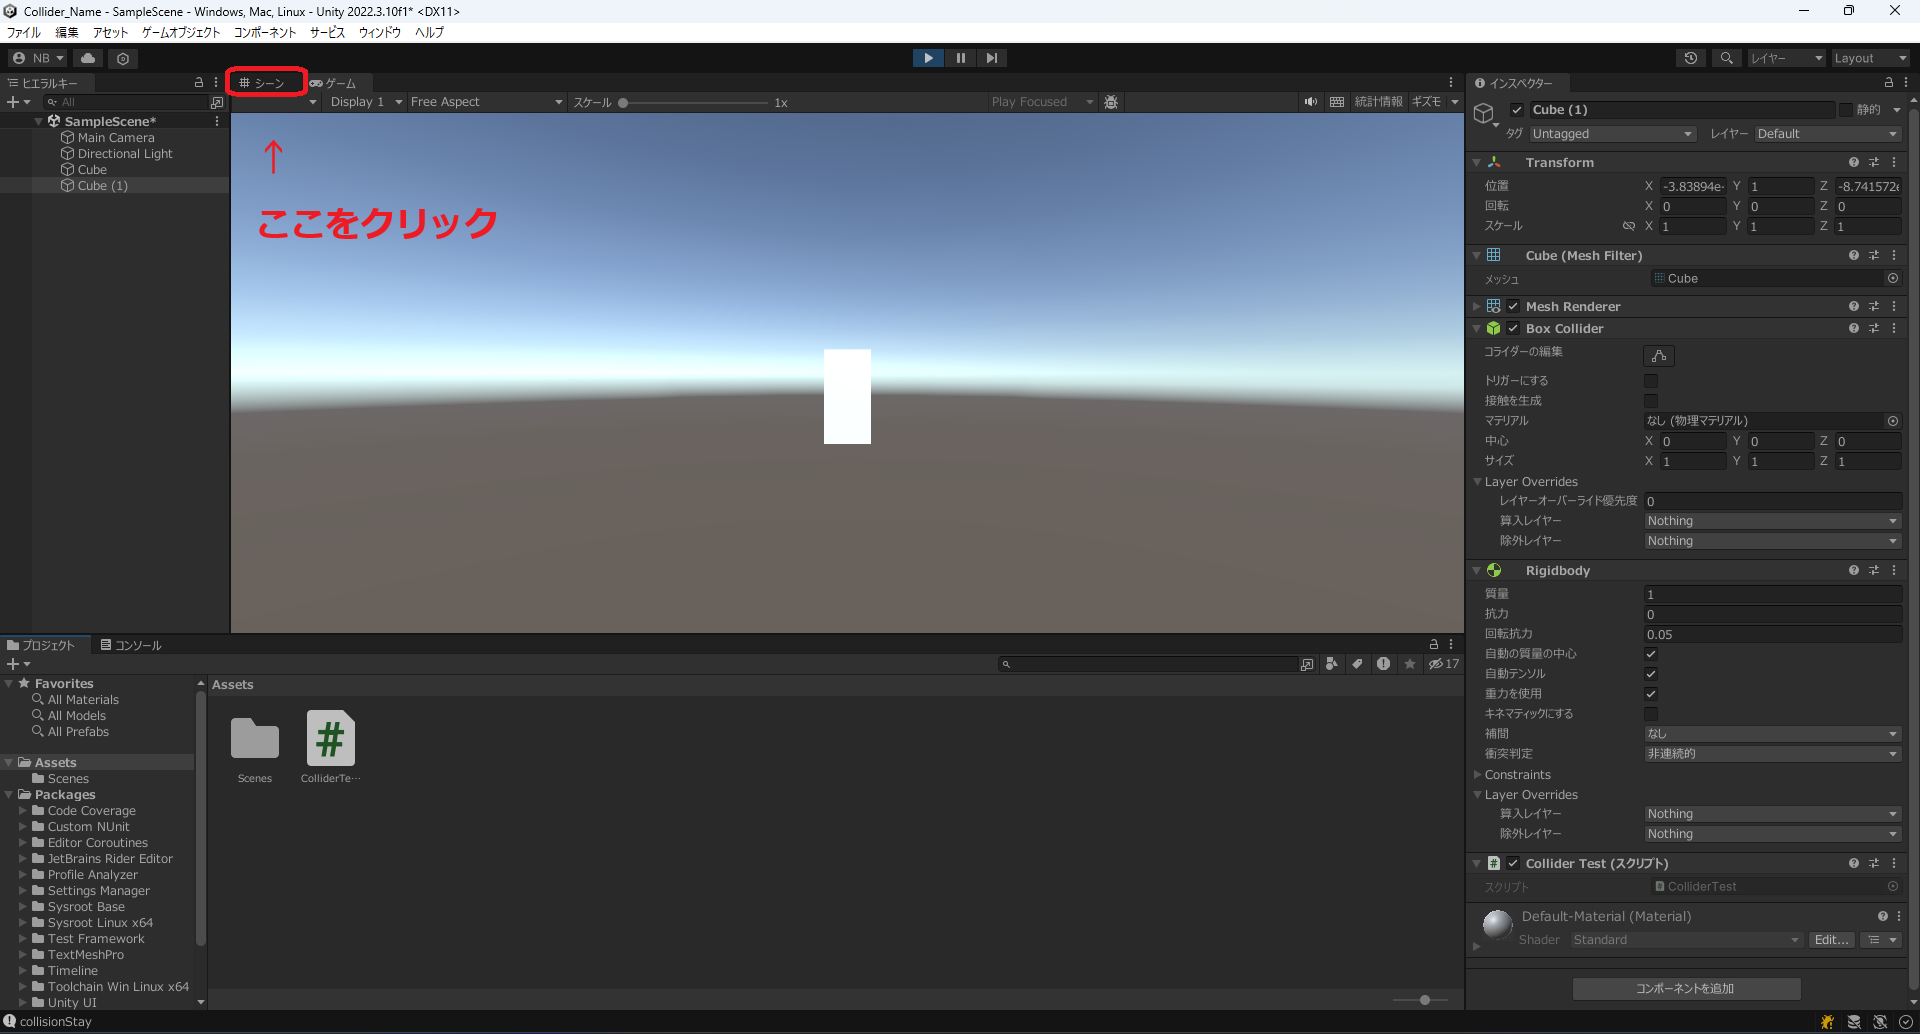 Collider_Name - SampleScene - Windows, Mac, Linux - Unity 2022.3.10f1* <DX11>
ファイル 編集 アセット ゲームオブジェクト コンポーネント サービス ウィンドウ ヘルプ
NB
レイヤー Layout
ヒエラルキー
All
SampleScene*
Main Camera
Directional Light
Cube
Cube (1)
シーン ゲーム
Display 1 Free Aspect スケール 1x Play Focused 統計情報 ギズモ
↑
ここをクリック
インスペクター
Cube (1) 静的
タグ Untagged レイヤー Default
Transform
位置 X -3.83894e- Y 1 Z -8.741572e
回転 X 0 Y 0 Z 0
スケール X 1 Y 1 Z 1
Cube (Mesh Filter)
メッシュ Cube
Mesh Renderer
Box Collider
コライダーの編集
トリガーにする
接触を生成
マテリアル なし (物理マテリアル)
中心 X 0 Y 0 Z 0
サイズ X 1 Y 1 Z 1
Layer Overrides
レイヤーオーバーライド優先度 0
算入レイヤー Nothing
除外レイヤー Nothing
Rigidbody
質量 1
抗力 0
回転抗力 0.05
自動の質量の中心
自動テンソル
重力を使用
キネマティックにする
補間 なし
衝突判定 非連続的
Constraints
Layer Overrides
算入レイヤー Nothing
除外レイヤー Nothing
Collider Test (スクリプト)
スクリプト ColliderTest
Default-Material (Material)
Shader Standard Edit...
コンポーネントを追加
プロジェクト コンソール
17
Favorites
All Materials
All Models
All Prefabs
Assets
Scenes
Packages
Code Coverage
Custom NUnit
Editor Coroutines
JetBrains Rider Editor
Profile Analyzer
Settings Manager
Sysroot Base
Sysroot Linux x64
Test Framework
TextMeshPro
Timeline
Toolchain Win Linux x64
Unity UI
Assets
Scenes
#
ColliderTe...
collisionStay